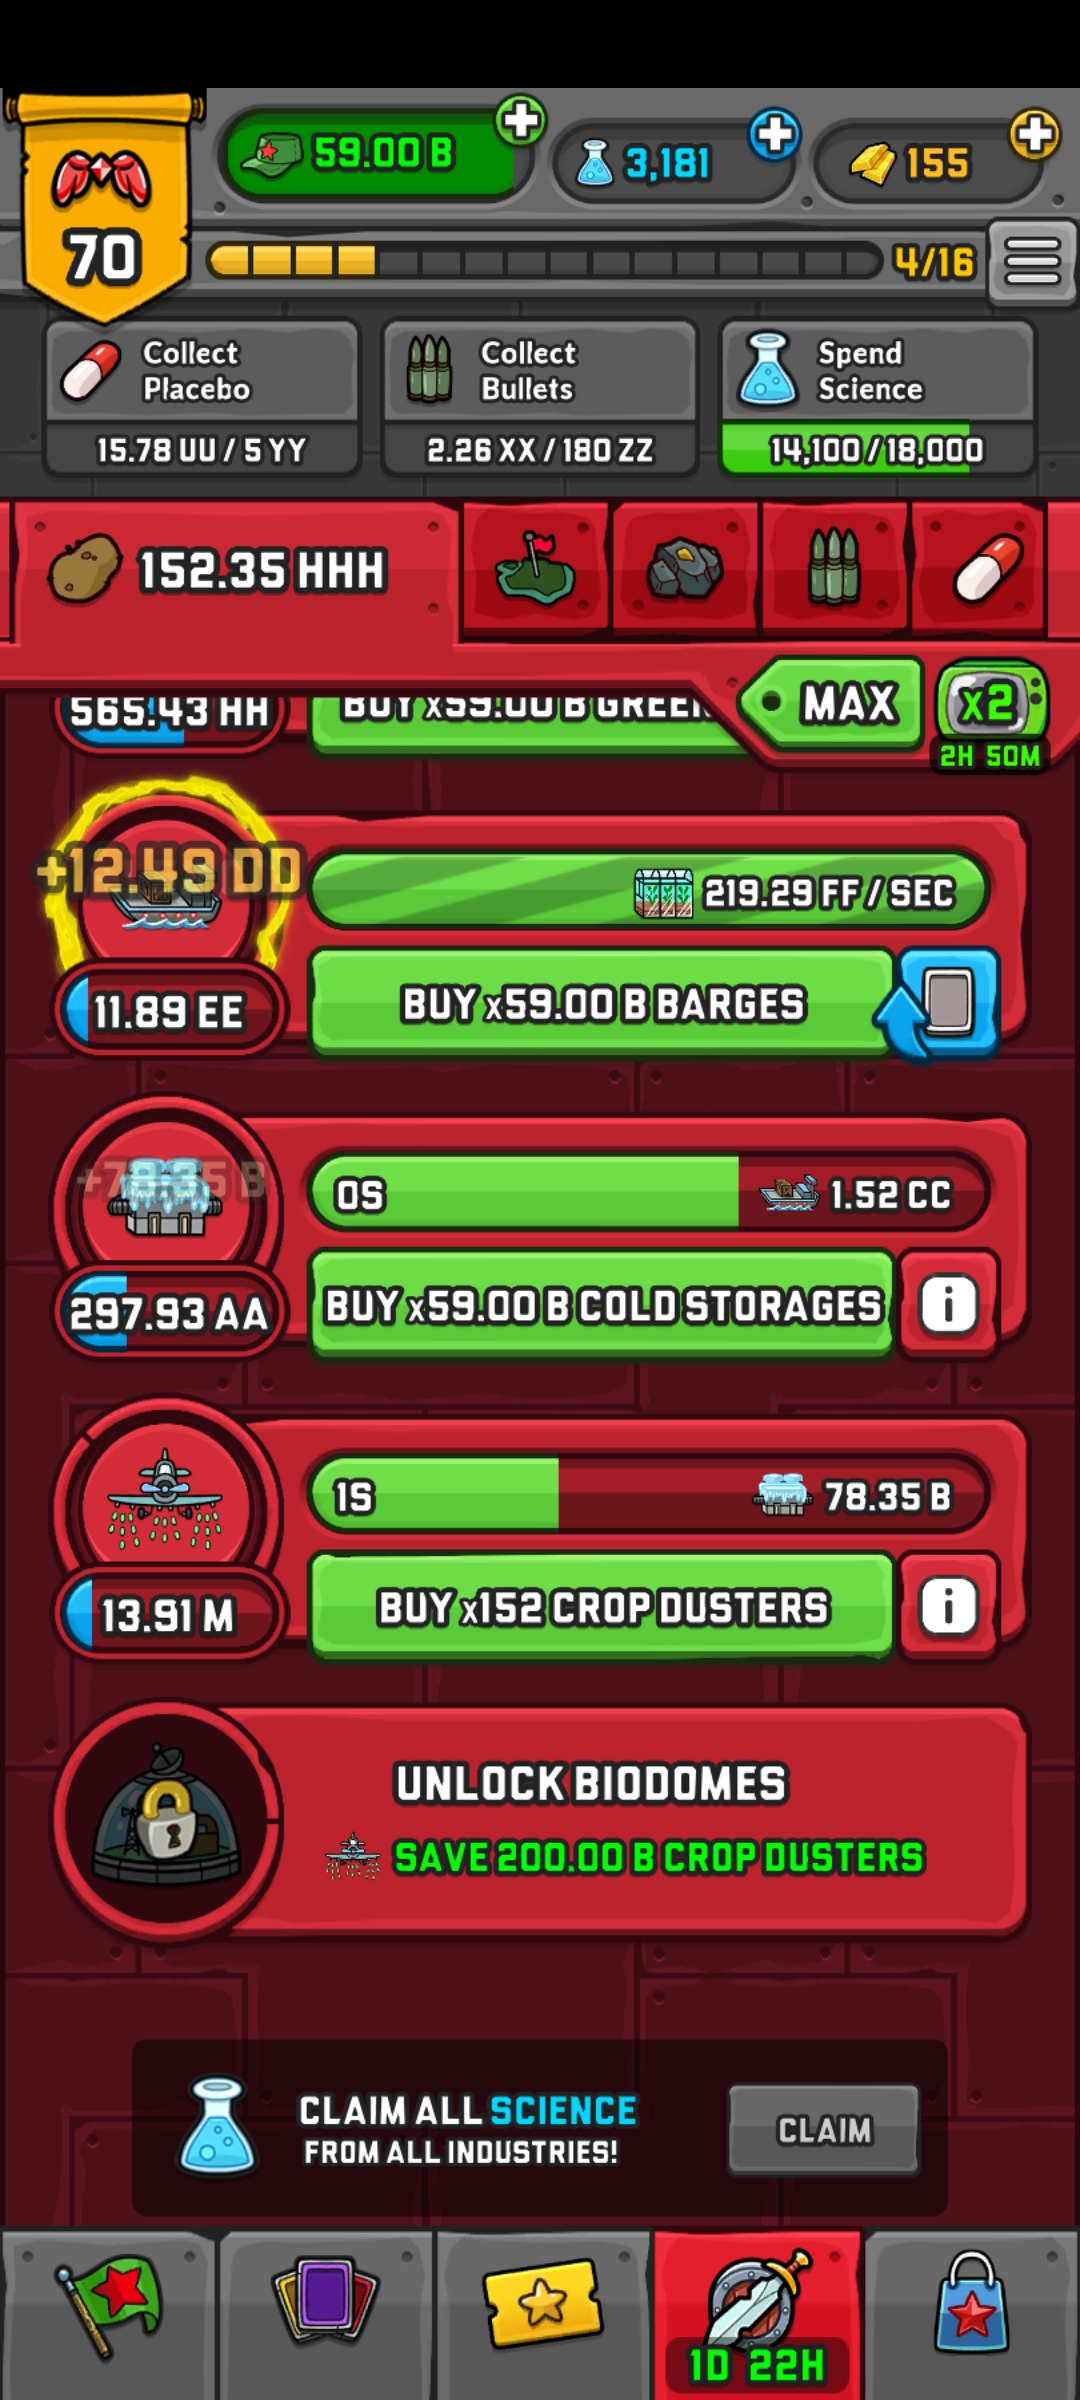 59.00 B
3,181
155
70
4/16
Collect
Placebo
15.78 UU / 5 YY
Collect
Bullets
2.26 XX / 180 ZZ
Spend
Science
14,100 / 18,000
152.35 HHH
MAX
x2
2H 50M
565.43 HH
BUY x59.00 B GREEN
+12.49 DD
219.29 FF / SEC
11.89 EE
BUY x59.00 B BARGES
+78.35 B
0S
1.52 CC
297.93 AA
BUY x59.00 B COLD STORAGES
i
1S
78.35 B
13.91 M
BUY x152 CROP DUSTERS
i
UNLOCK BIODOMES
SAVE 200.00 B CROP DUSTERS
CLAIM ALL SCIENCE
FROM ALL INDUSTRIES!
CLAIM
1D 22H